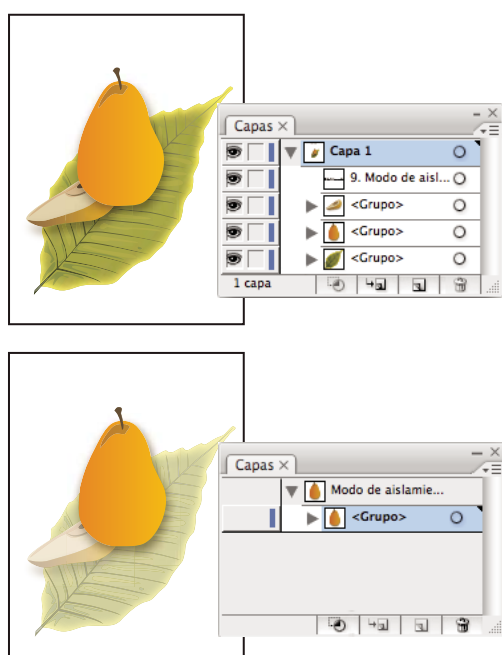 Capas ×
Capa 1
9. Modo de aisl...
<Grupo>
<Grupo>
<Grupo>
1 capa
Capas ×
Modo de aislamie...
<Grupo>